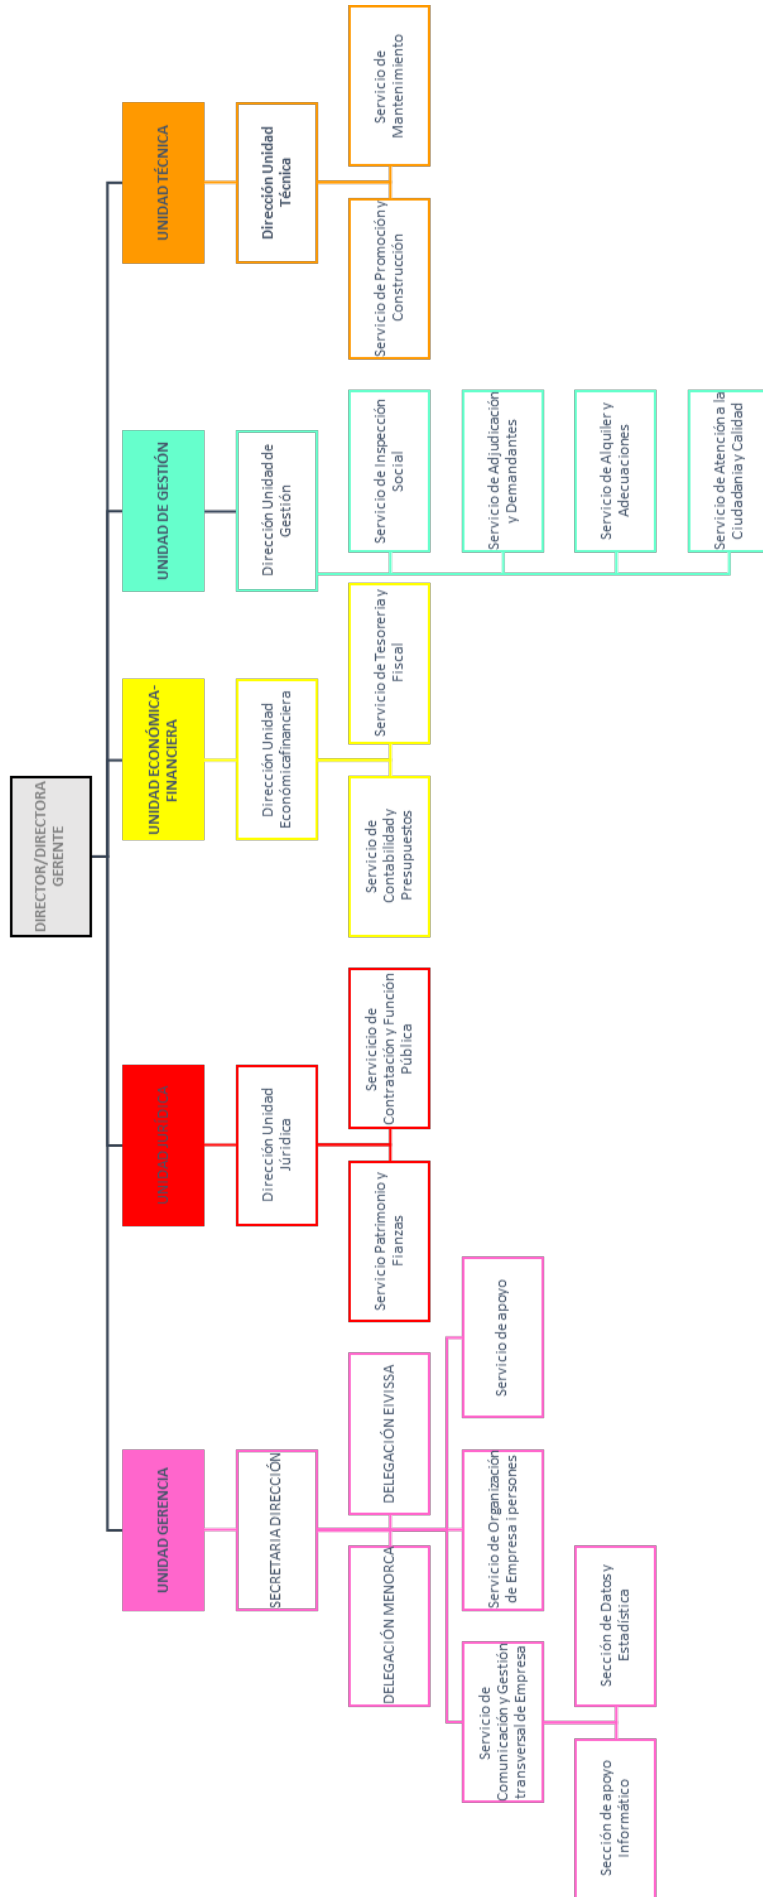 DIRECTOR/DIRECTORA
GERENTE
UNIDAD GERENCIA
UNIDAD JURÍDICA
UNIDAD ECONÓMICA-
FINANCIERA
UNIDAD DE GESTIÓN
UNIDAD TÉCNICA
SECRETARIA DIRECCIÓN
Dirección Unidad
Júridica
Dirección Unidad
Económicafinanciera
Dirección Unidad de
Gestión
Dirección Unidad
Técnica
DELEGACIÓN MENORCA
DELEGACIÓN EIVISSA
Servicio Patrimonio y
Fianzas
Servicicio de
Contratación y Función
Pública
Servicio de
Contabilidad y
Presupuestos
Servicio de Tesoreria y
Fiscal
Servicio de Inspección
Social
Servicio de Promoción y
Construcción
Servicio de
Mantenimiento
Servicio de
Comunicación y Gestión
transversal de Empresa
Servicio de Organización
de Empresa i persones
Servicio de apoyo
Servicio de Adjudicación
y Demandantes
Sección de apoyo
Informático
Sección de Datos y
Estadística
Servicio de Alquiler y
Adecuaciones
Servicio de Atención a la
Ciudadania y Calidad